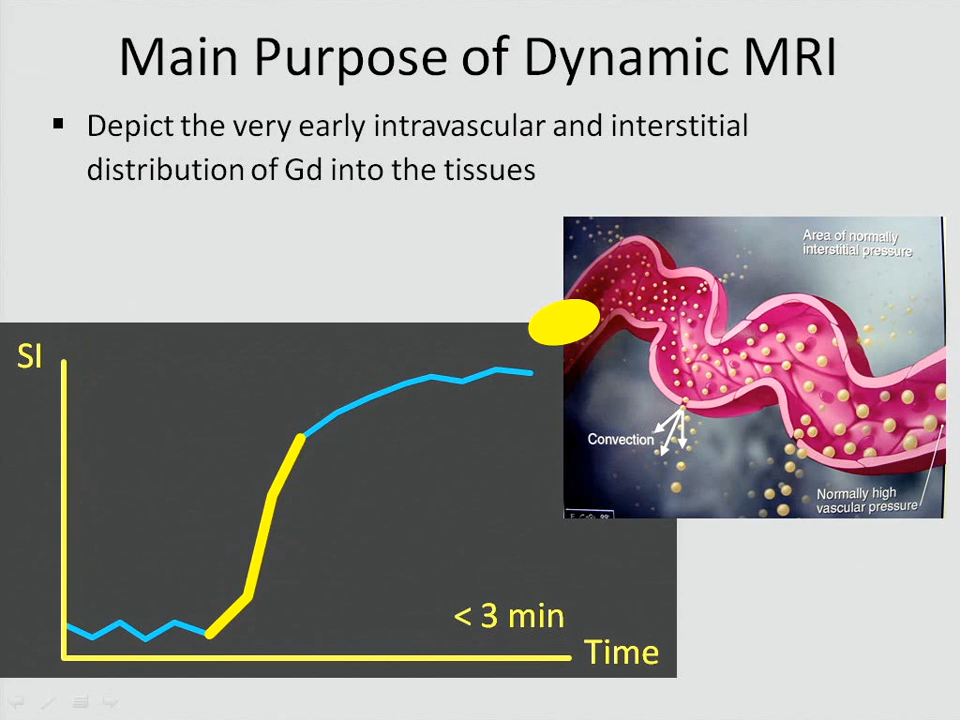 Main Purpose of Dynamic MRI
▪ Depict the very early intravascular and interstitial
distribution of Gd into the tissues
Area of normally
interstitial pressure
SI
Convection
Normally high
vascular pressure
< 3 min
Time